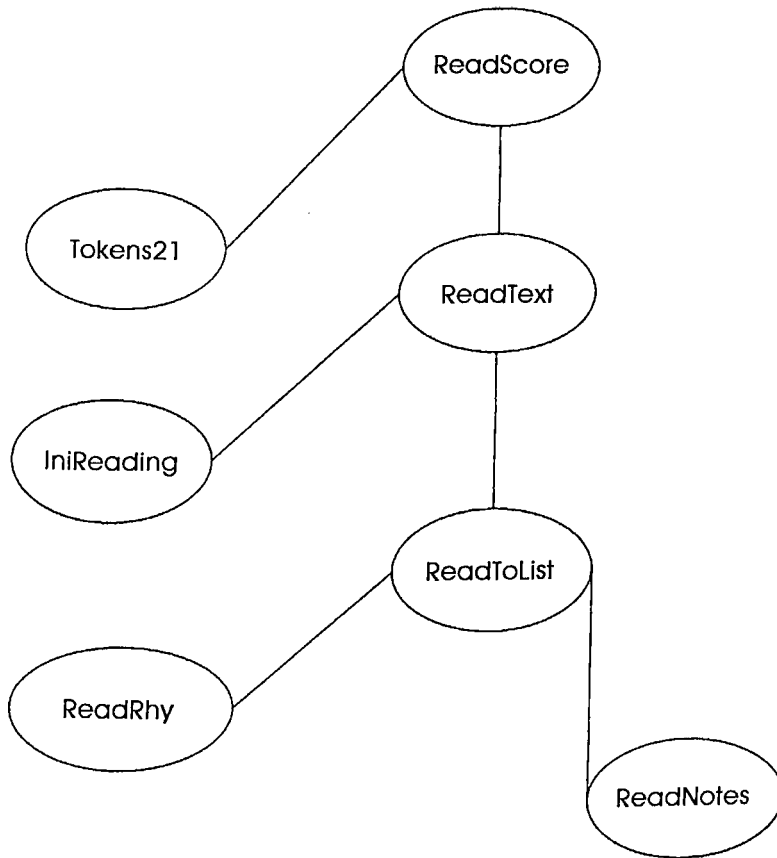 ReadScore
Tokens21
ReadText
IniReading
ReadToList
ReadRhy
ReadNotes